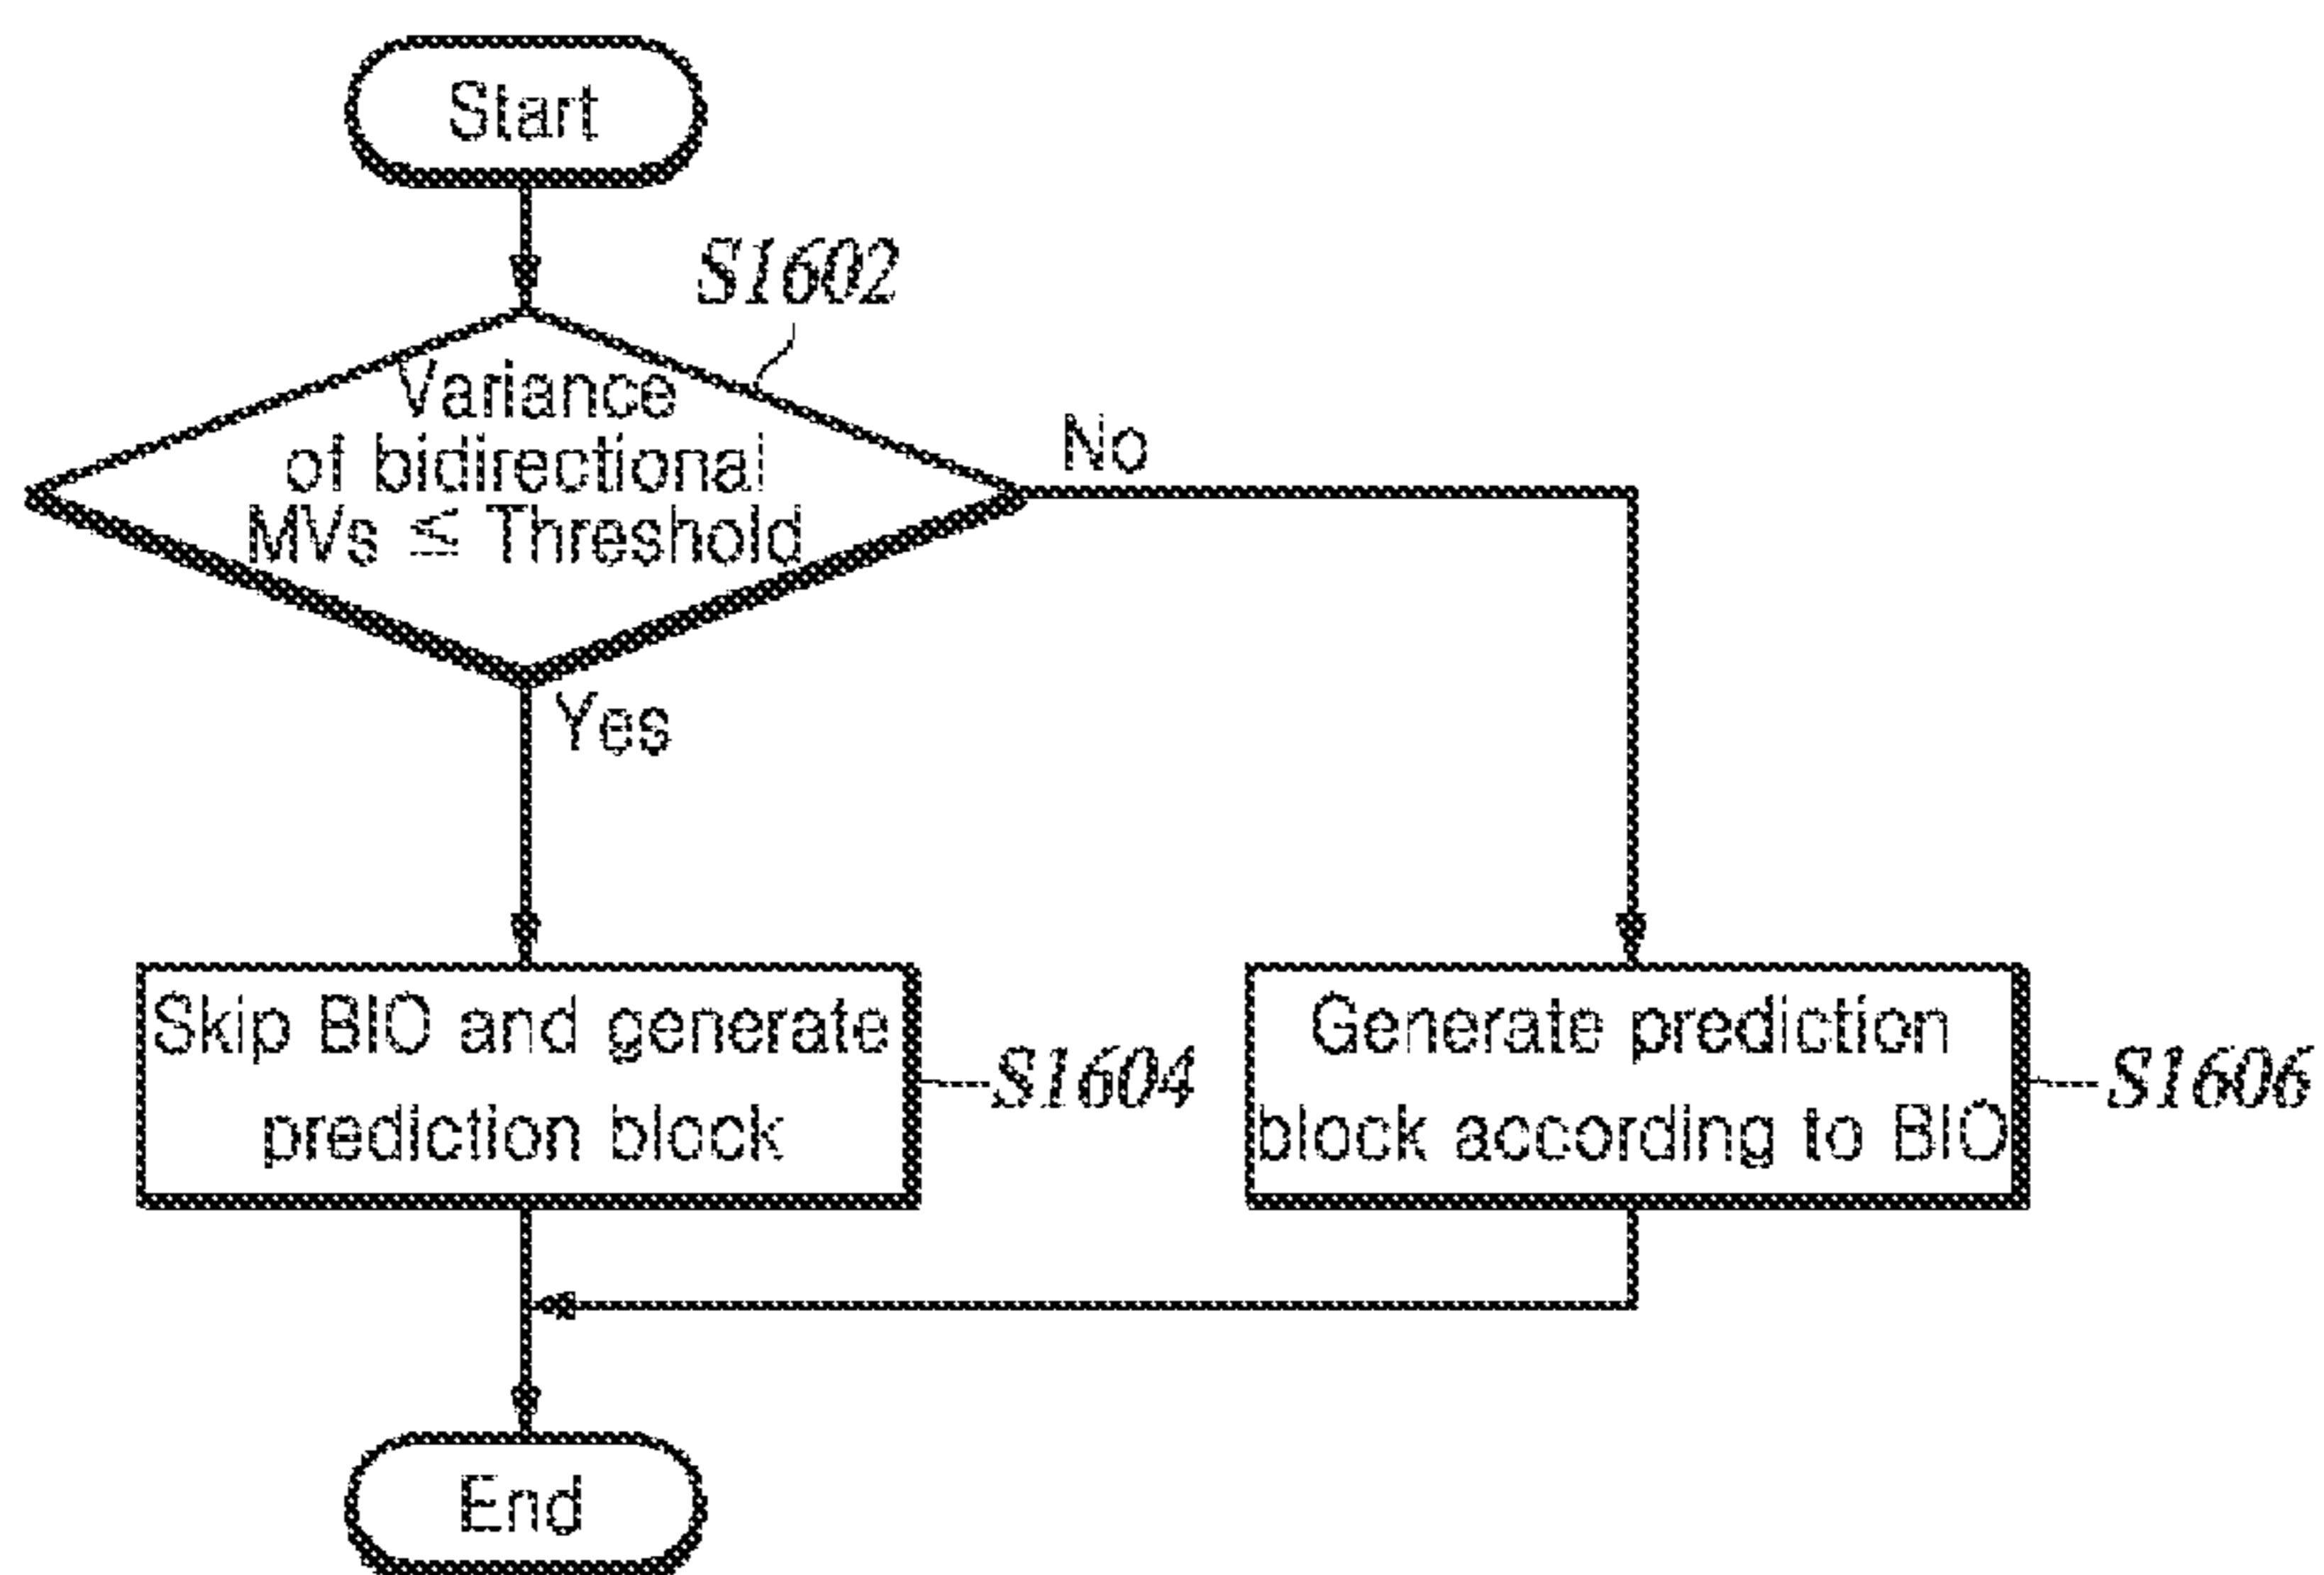 Start
S1602
Variance
of bidirectional
MVs ≤ Threshold
No
Yes
Skip BIO and generate
prediction block
S1604
Generate prediction
block according to BIO
S1606
End